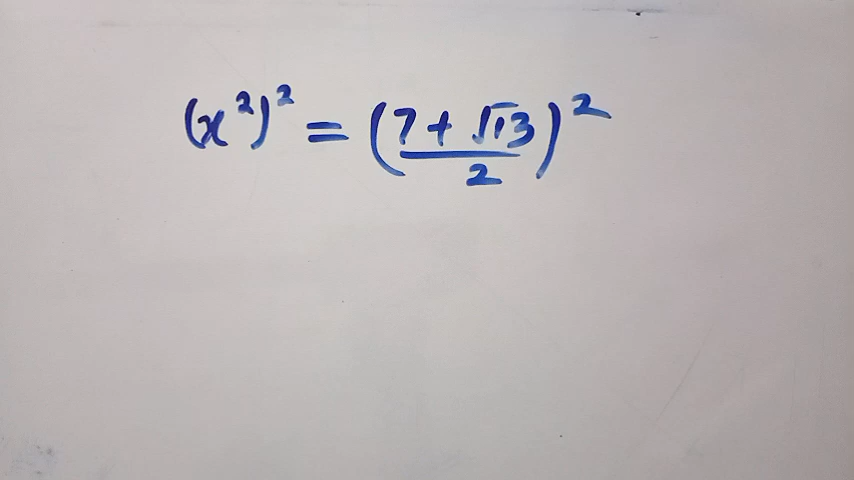 (x²)² = ((7 + √13)/2)²